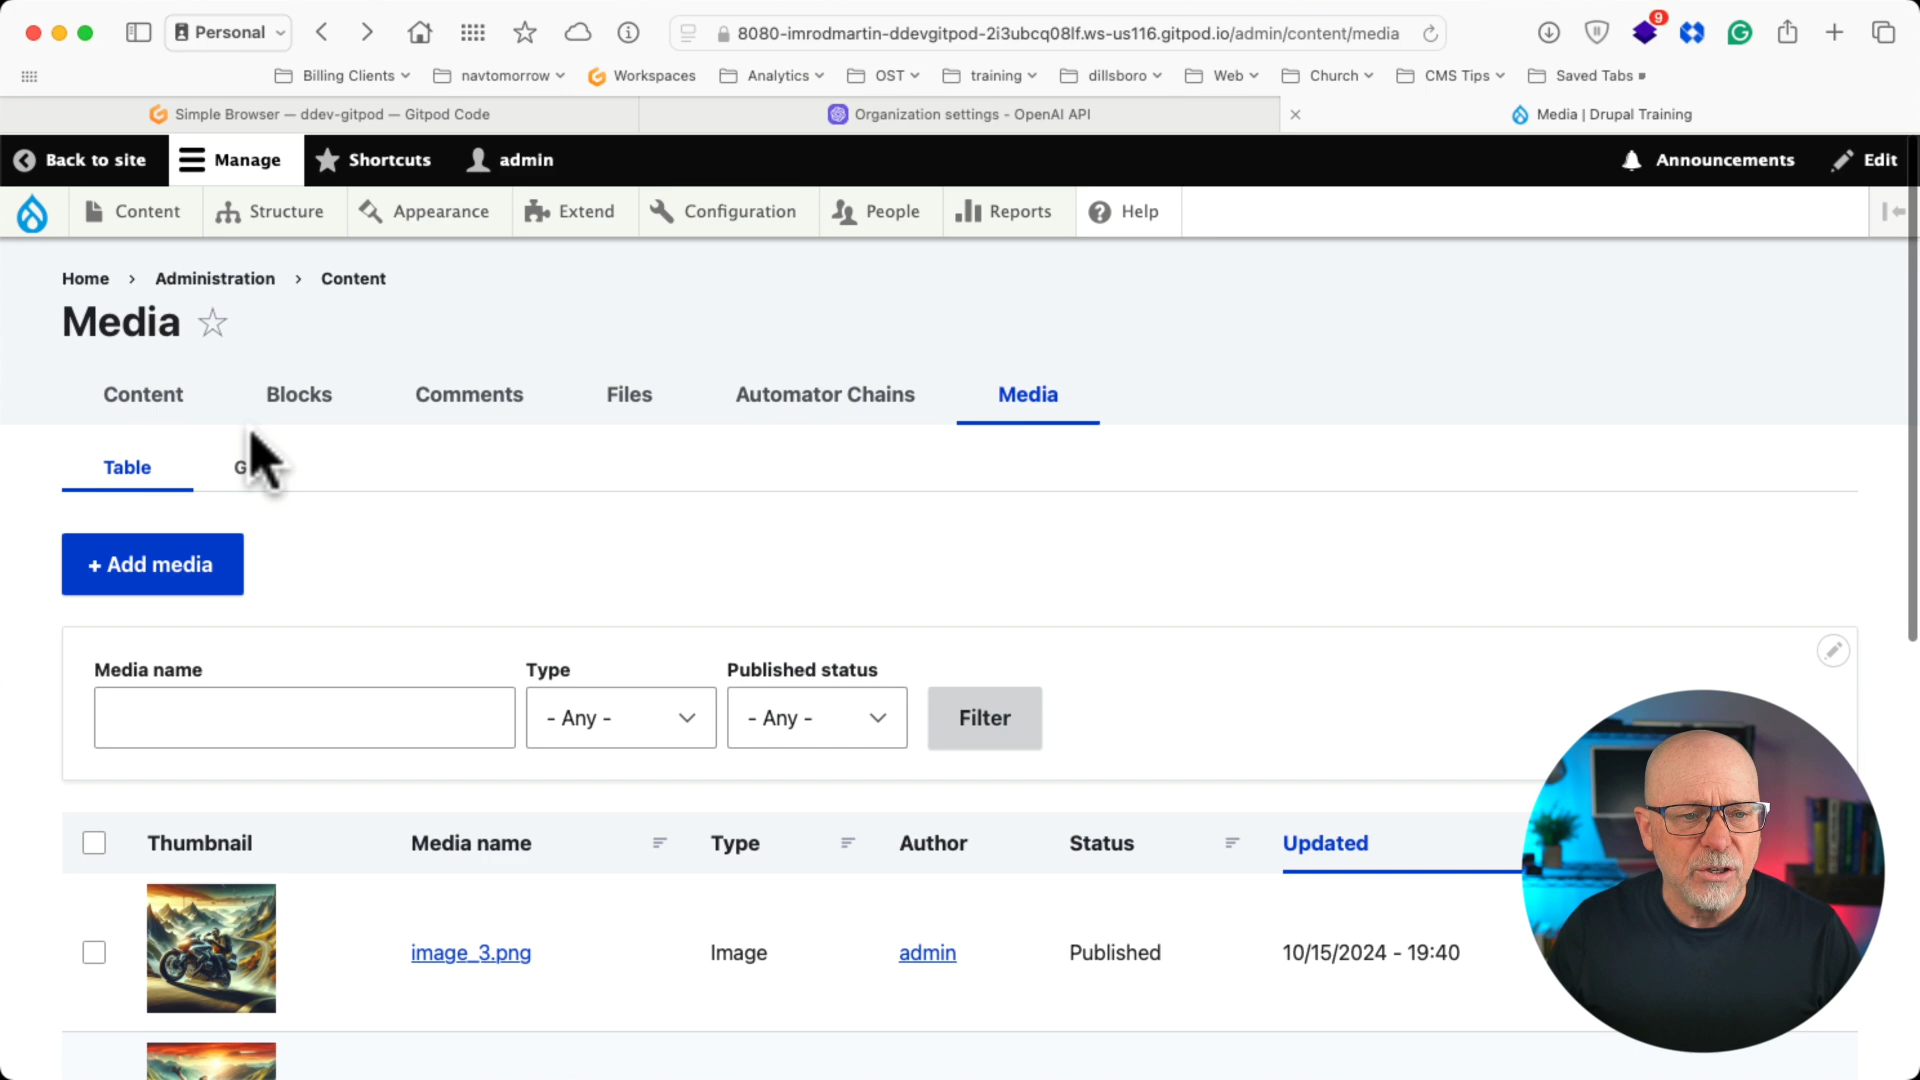 Personal
8080-imrodmartin-ddevgitpod-2i3ubcq08lf.ws-us116.gitpod.io/admin/content/media
9
Billing Clients navtomorrow Workspaces Analytics OST training dillsboro Web Church CMS Tips Saved Tabs
Simple Browser — ddev-gitpod — Gitpod Code Organization settings - OpenAI API Media | Drupal Training
Back to site Manage Shortcuts admin Announcements Edit
Content Structure Appearance Extend Configuration People Reports Help
Home › Administration › Content
Media
Content Blocks Comments Files Automator Chains Media
Table
+ Add media
Media name Type Published status
- Any - - Any - Filter
Thumbnail Media name Type Author Status Updated
image_3.png Image admin Published 10/15/2024 - 19:40